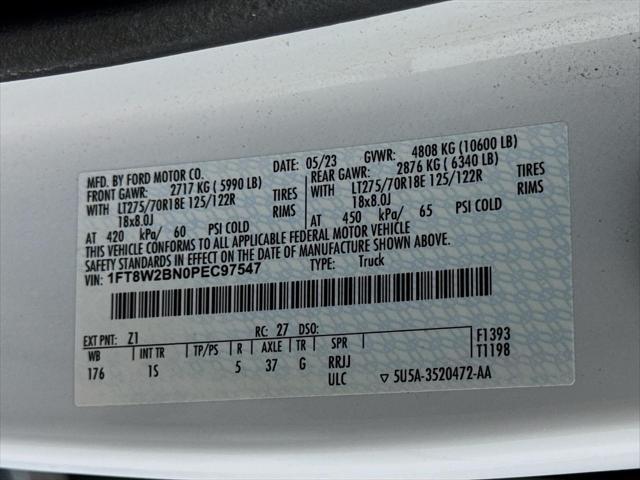 MFD. BY FORD MOTOR CO. DATE: 05/23 GVWR: 4808 KG (10600 LB)
FRONT GAWR: 2717 KG (5990 LB) REAR GAWR: 2876 KG (6340 LB)
WITH LT275/70R18E 125/122R TIRES WITH LT275/70R18E 125/122R TIRES
18x8.0J RIMS 18x8.0J RIMS
AT 420 kPa/ 60 PSI COLD AT 450 kPa/ 65 PSI COLD
THIS VEHICLE CONFORMS TO ALL APPLICABLE FEDERAL MOTOR VEHICLE
SAFETY STANDARDS IN EFFECT ON THE DATE OF MANUFACTURE SHOWN ABOVE.
VIN: 1FT8W2BN0PEC97547 TYPE: Truck
EXT PNT: Z1 RC: 27 DSO: F1393
WB INT TR TP/PS R AXLE TR SPR T1198
176 1S 5 37 G RRJJ
ULC ▽ 5U5A-3520472-AA